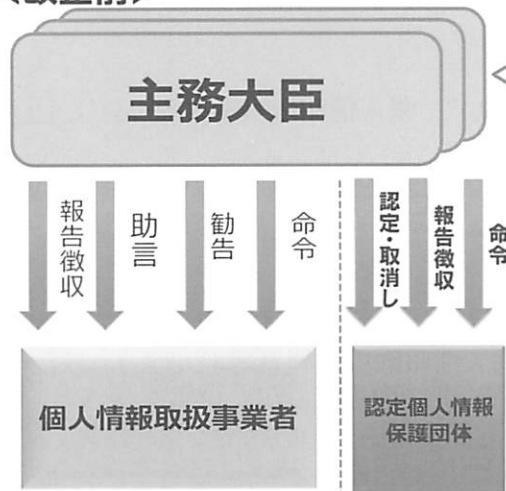 主務大臣
報告徴収
助言
勧告
命令
認定・取消し
報告徴収
命令
個人情報取扱事業者
認定個人情報
保護団体